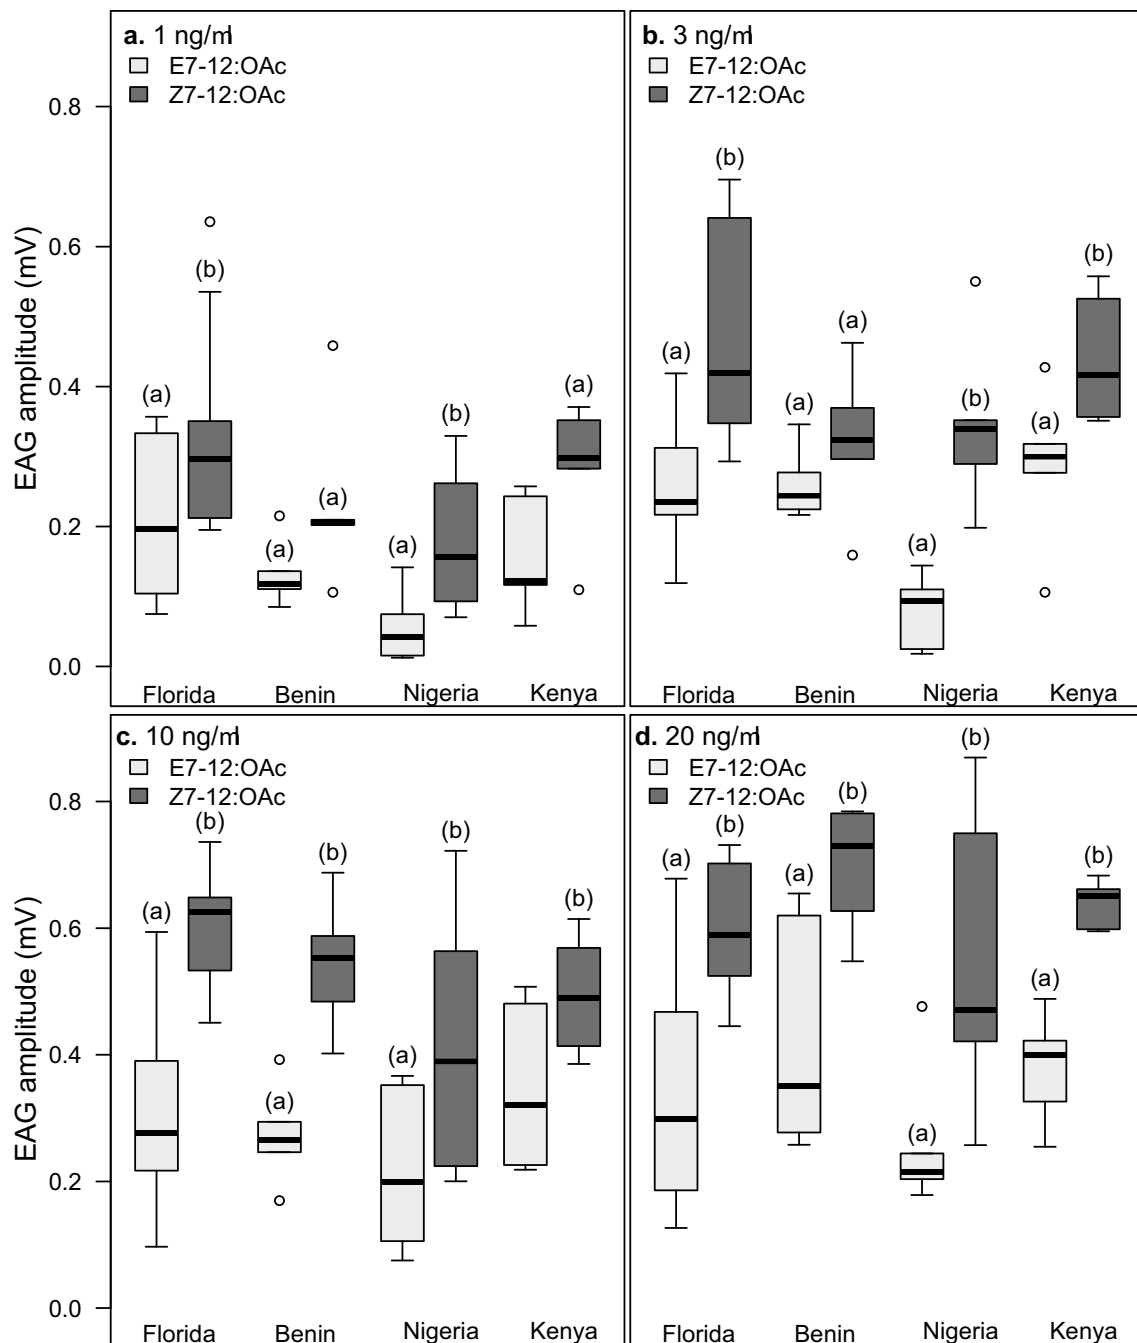 a. 1 ng/ml
E7-12:OAc
Z7-12:OAc
EAG amplitude (mV)
0.8
0.6
0.4
0.2
0.0
(a)
(b)
(a)
(a)
(a)
(b)
(a)
Florida
Benin
Nigeria
Kenya
b. 3 ng/ml
E7-12:OAc
Z7-12:OAc
(a)
(b)
(a)
(a)
(a)
(b)
(a)
(b)
Florida
Benin
Nigeria
Kenya
c. 10 ng/ml
E7-12:OAc
Z7-12:OAc
EAG amplitude (mV)
0.8
0.6
0.4
0.2
0.0
(a)
(b)
(a)
(b)
(a)
(b)
(b)
Florida
Benin
Nigeria
Kenya
d. 20 ng/ml
E7-12:OAc
Z7-12:OAc
(a)
(b)
(a)
(b)
(a)
(b)
(a)
(b)
Florida
Benin
Nigeria
Kenya